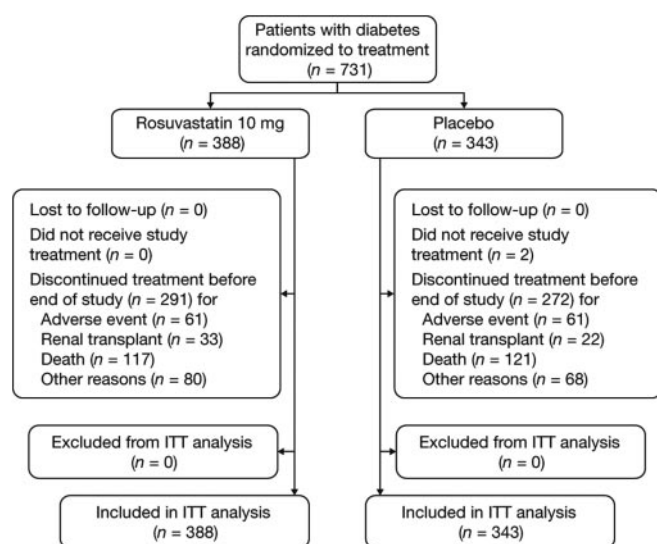 Patients with diabetes
randomized to treatment
(n = 731)
Rosuvastatin 10 mg
(n = 388)
Placebo
(n = 343)
Lost to follow-up (n = 0)
Did not receive study
treatment (n = 0)
Discontinued treatment before
end of study (n = 291) for
Adverse event (n = 61)
Renal transplant (n = 33)
Death (n = 117)
Other reasons (n = 80)
Lost to follow-up (n = 0)
Did not receive study
treatment (n = 2)
Discontinued treatment before
end of study (n = 272) for
Adverse event (n = 61)
Renal transplant (n = 22)
Death (n = 121)
Other reasons (n = 68)
Excluded from ITT analysis
(n = 0)
Excluded from ITT analysis
(n = 0)
Included in ITT analysis
(n = 388)
Included in ITT analysis
(n = 343)